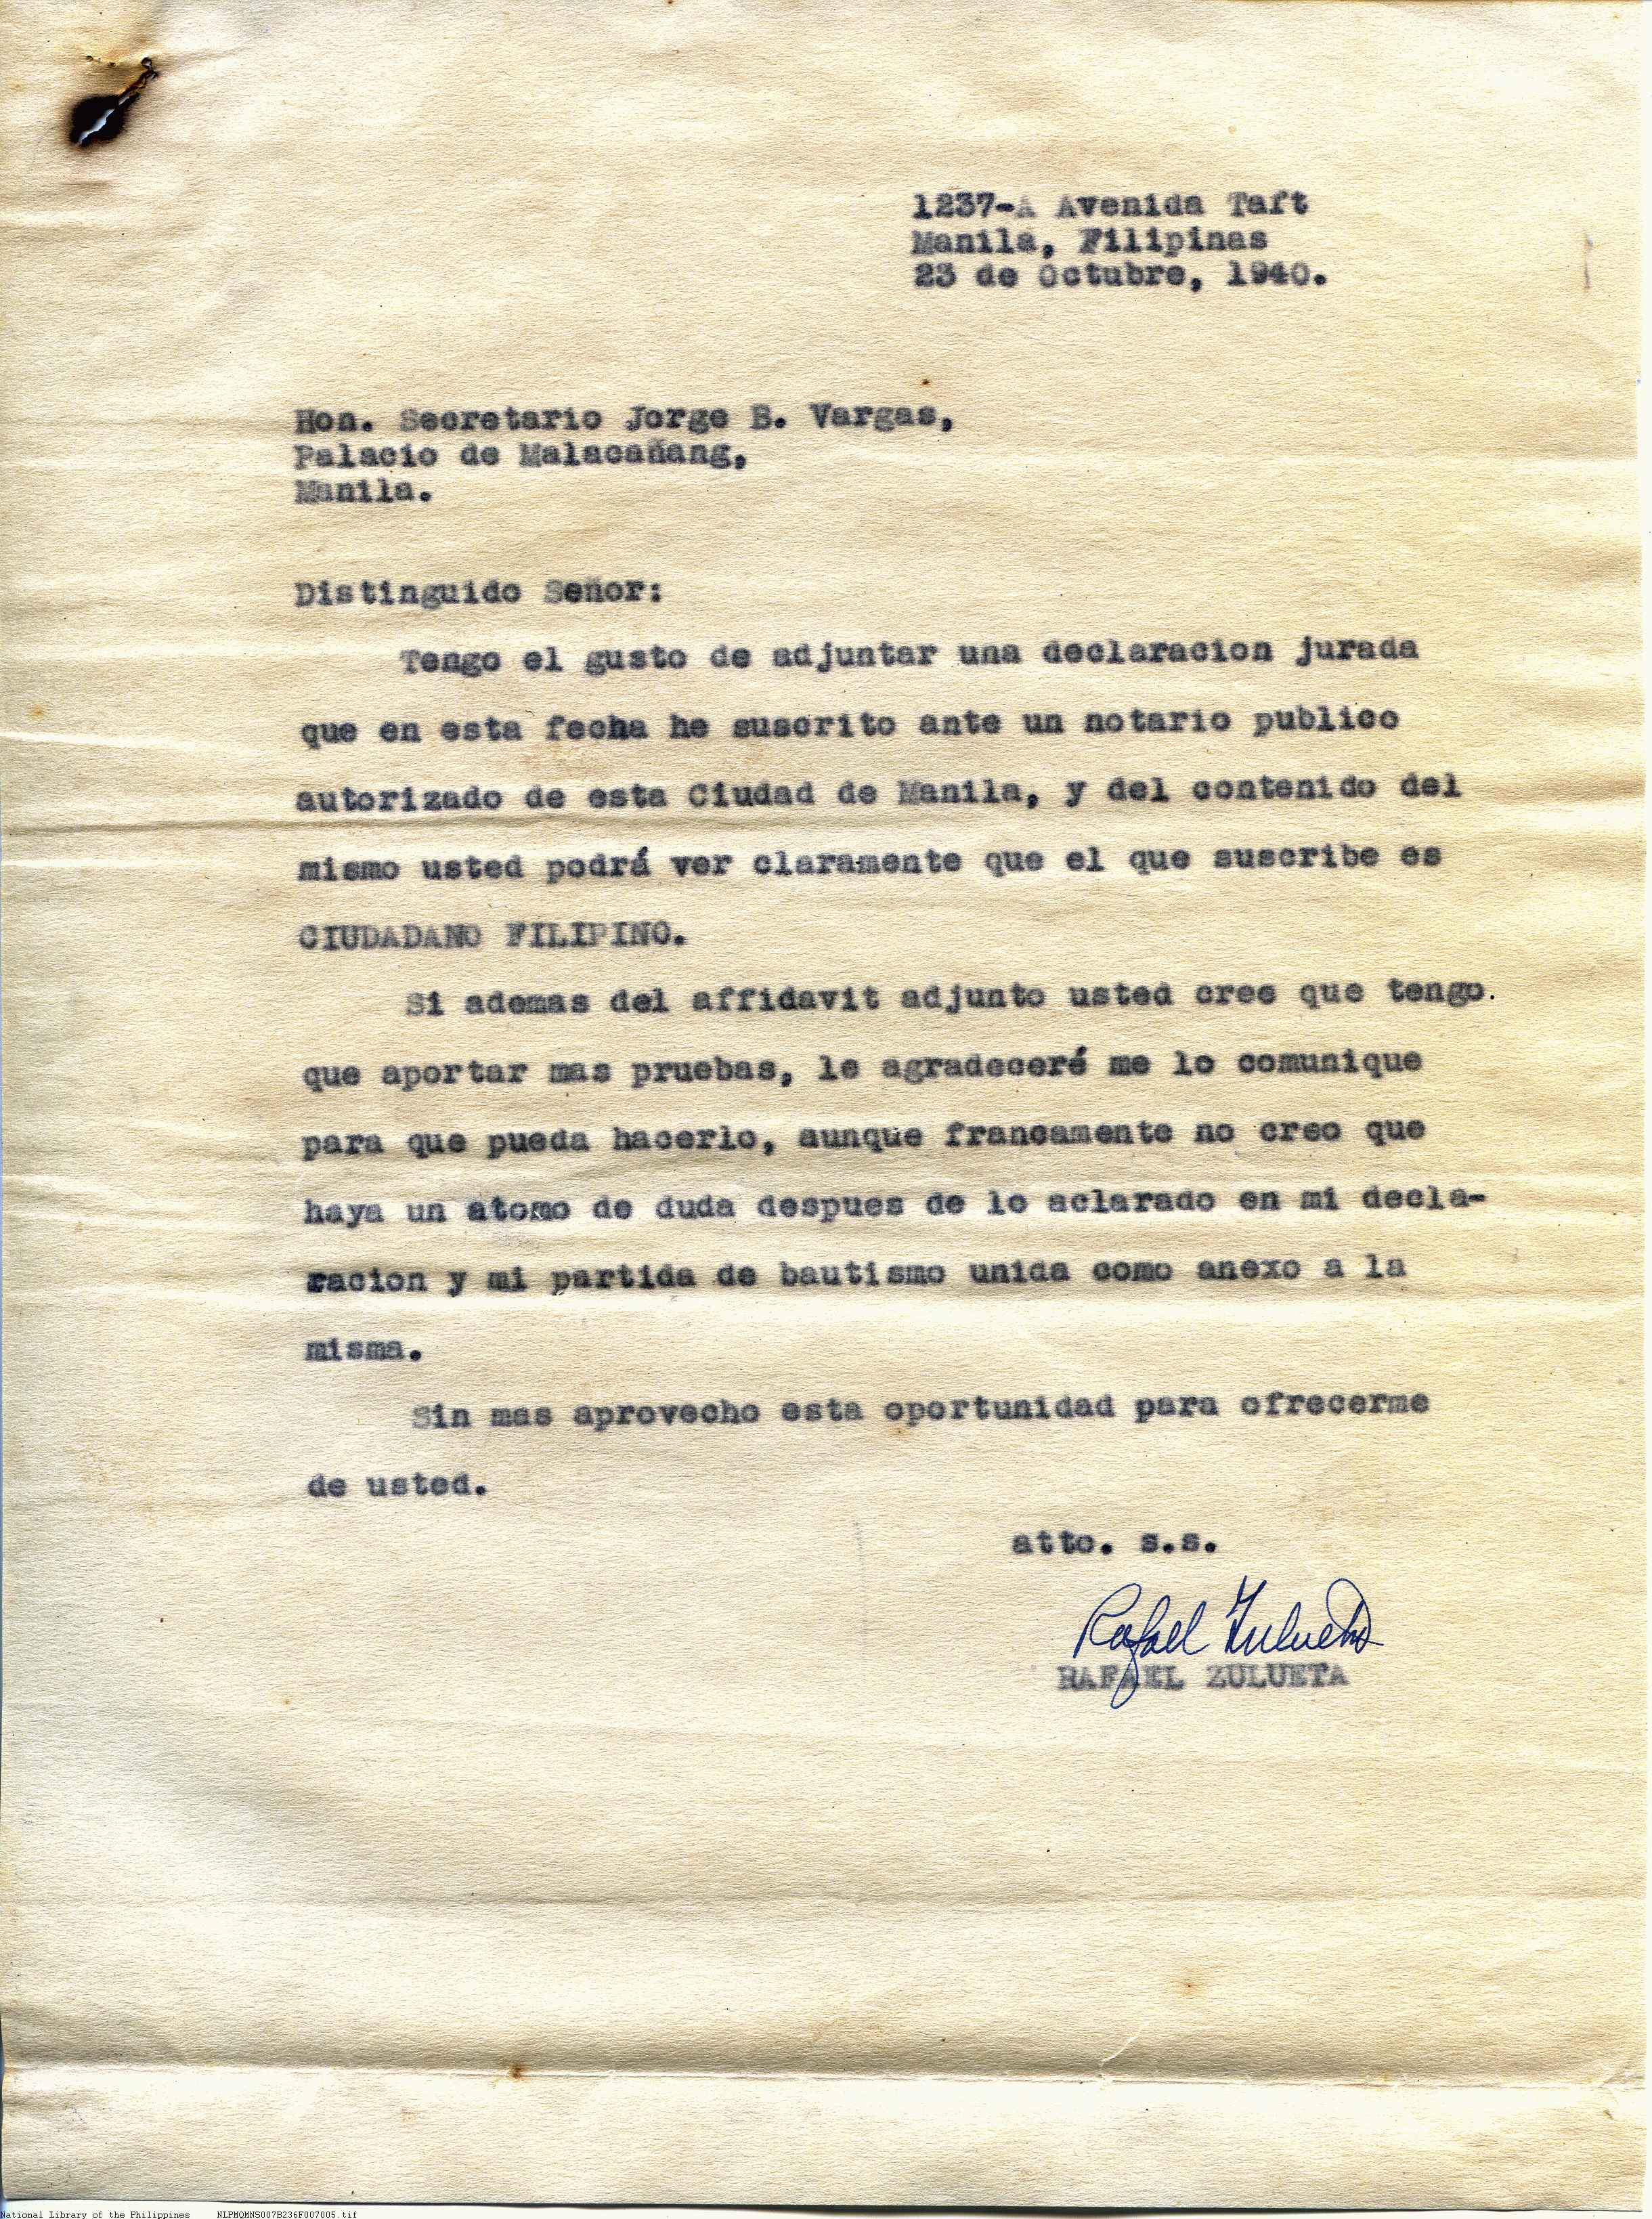 1237-A Avenida Taft
Manila, Filipinas
23 de Octubre, 1940.
Hon. Secretario Jorge B. Vargas,
Palacio de Malacañang,
Manila.
Distinguido Señor:
Tengo el gusto de adjuntar una declaracion jurada
que en esta fecha he suscrito ante un notario publico
autorizado de esta Ciudad de Manila, y del contenido del
mismo usted podrá ver claramente que el que suscribe es
CIUDADANO FILIPINO.
Si ademas del affidavit adjunto usted cree que tengo.
que aportar mas pruebas, le agradeceré me lo comunique
para que pueda hacerlo, aunque francamente no creo que
haya un atomo de duda despues de lo aclarado en mi decla-
racion y mi partida de bautismo unida como anexo a la
misma.
Sin mas aprovecho esta oportunidad para ofrecerme
de usted.
atto. s.s.
Rafael Zulueta
RAFAEL ZULUETA
National Library of the Philippines NLPMQMNS007B236F007005.tif